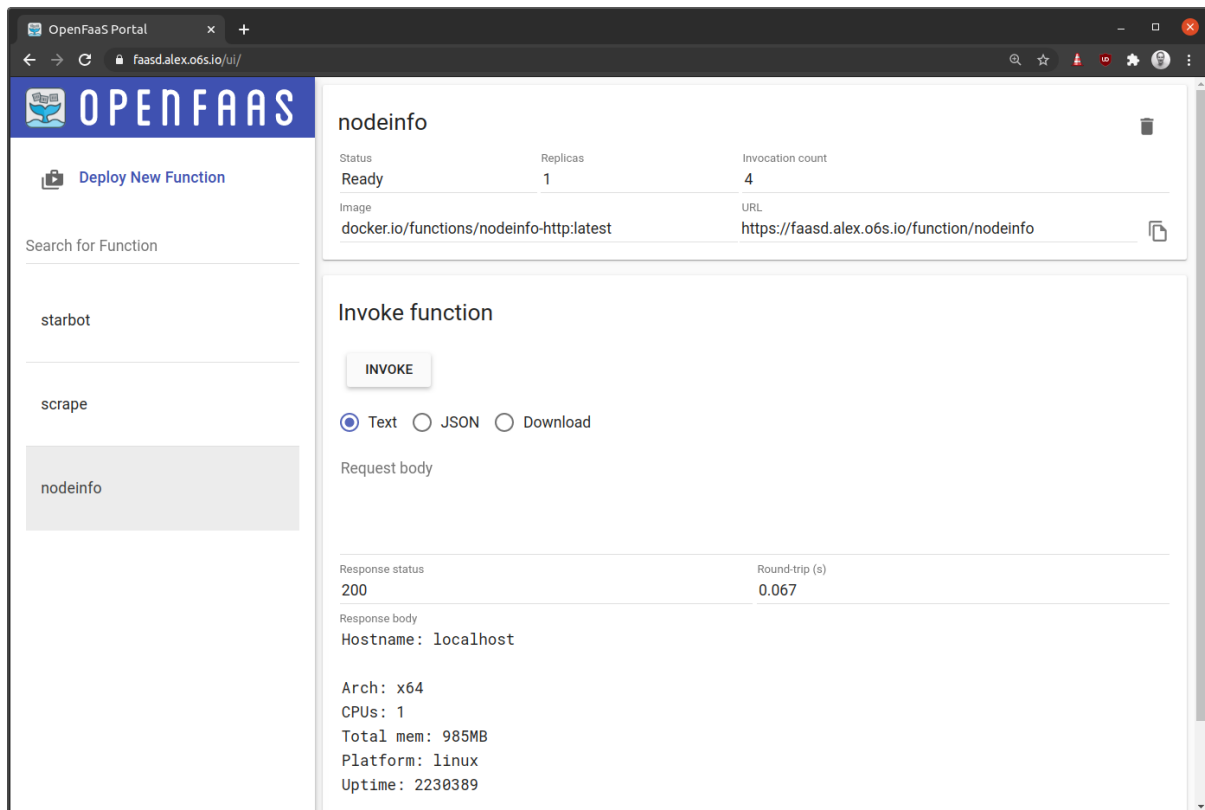 OpenFaaS Portal
faasd.alex.o6s.io/ui/
OPENFAAS
Deploy New Function
Search for Function
starbot
scrape
nodeinfo
nodeinfo
Status Replicas Invocation count
Ready 1 4
Image URL
docker.io/functions/nodeinfo-http:latest https://faasd.alex.o6s.io/function/nodeinfo
Invoke function
INVOKE
Text JSON Download
Request body
Response status Round-trip (s)
200 0.067
Response body
Hostname: localhost
Arch: x64
CPUs: 1
Total mem: 985MB
Platform: linux
Uptime: 2230389